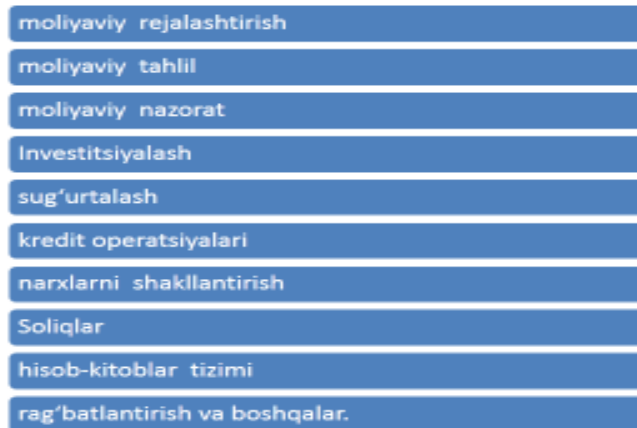 moliyaviy rejalashtirish
moliyaviy tahlil
moliyaviy nazorat
Investitsiyalash
sug‘urtalash
kredit operatsiyalari
narxlarni shakllantirish
Soliqlar
hisob-kitoblar tizimi
rag‘batlantirish va boshqalar.